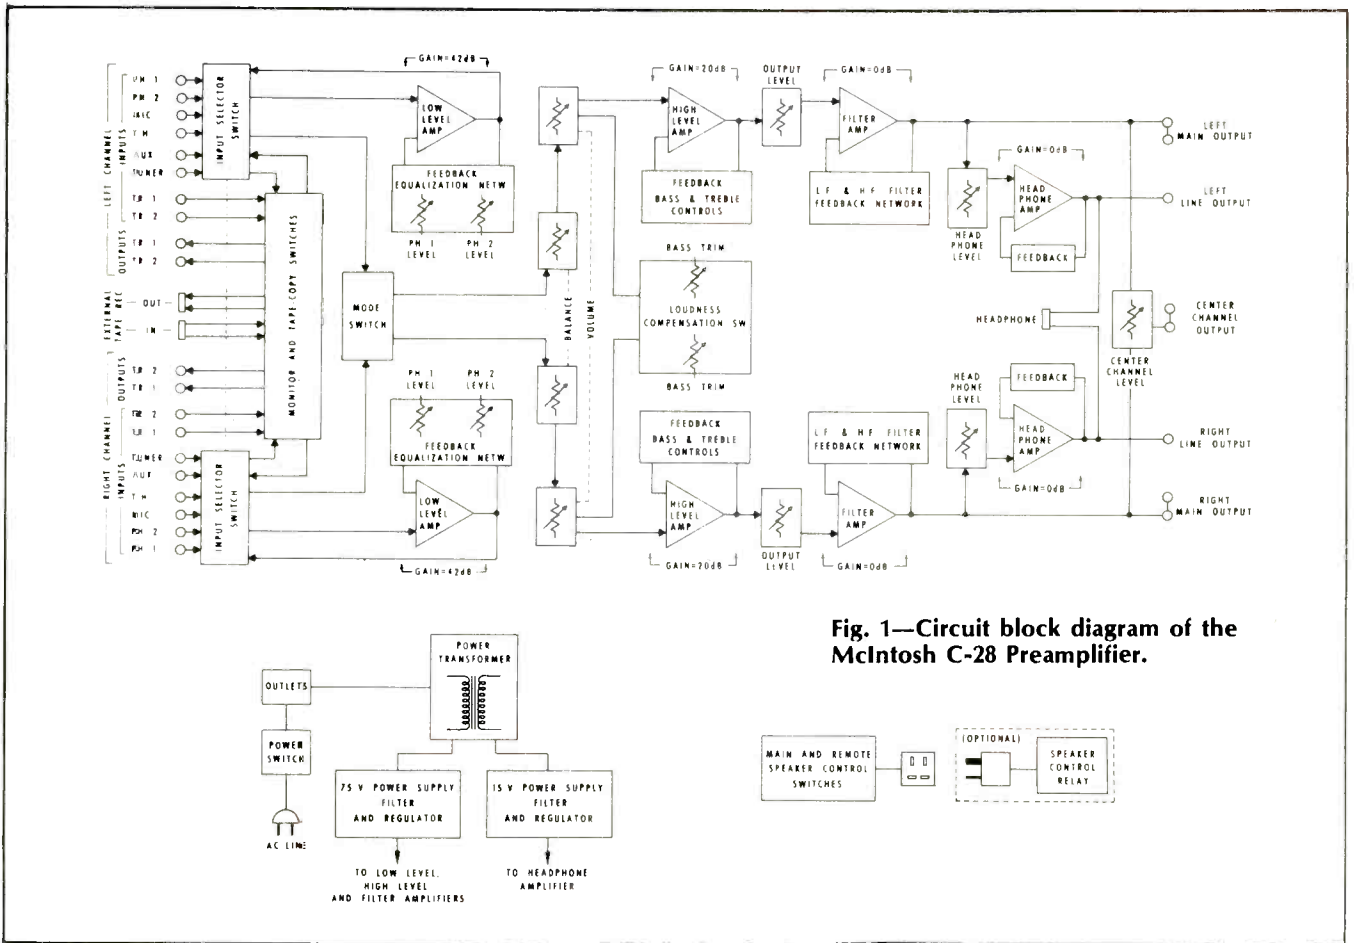 LEFT CHANNEL
INPUTS
PH 1
PH 2
MIC
T H
AUX
TUNER
TR 1
TR 2
OUTPUTS
TR 1
TR 2
EXTERNAL
TAPE REC
OUT
IN
RIGHT CHANNEL
OUTPUTS
TR 2
TR 1
INPUTS
TR 2
TR 1
TUNER
AUX
T H
MIC
PH 2
PH 1
INPUT SELECTOR
SWITCH
MONITOR AND TAPE COPY SWITCHES
INPUT SELECTOR
SWITCH
MODE
SWITCH
GAIN=42dB
LOW
LEVEL
AMP
FEEDBACK
EQUALIZATION NETW
PH 1
LEVEL
PH 2
LEVEL
PH 1
LEVEL
PH 2
LEVEL
FEEDBACK
EQUALIZATION NETW
LOW
LEVEL
AMP
GAIN=42dB
BALANCE
VOLUME
GAIN=20dB
HIGH
LEVEL
AMP
FEEDBACK
BASS & TREBLE
CONTROLS
BASS TRIM
LOUDNESS
COMPENSATION SW
BASS TRIM
FEEDBACK
BASS & TREBLE
CONTROLS
HIGH
LEVEL
AMP
GAIN=20dB
OUTPUT
LEVEL
OUTPUT
LEVEL
GAIN=0dB
FILTER
AMP
LF & HF FILTER
FEEDBACK NETWORK
LF & HF FILTER
FEEDBACK NETWORK
FILTER
AMP
GAIN=0dB
GAIN=0dB
HEAD
PHONE
AMP
HEAD
PHONE
LEVEL
FEEDBACK
HEADPHONE
HEAD
PHONE
LEVEL
FEEDBACK
HEAD
PHONE
AMP
GAIN=0dB
CENTER
CHANNEL
LEVEL
LEFT
MAIN OUTPUT
LEFT
LINE OUTPUT
CENTER
CHANNEL
OUTPUT
RIGHT
LINE OUTPUT
RIGHT
MAIN OUTPUT
Fig. 1—Circuit block diagram of the
McIntosh C-28 Preamplifier.
POWER
TRANSFORMER
OUTLETS
POWER
SWITCH
AC LINE
75 V POWER SUPPLY
FILTER
AND REGULATOR
15 V POWER SUPPLY
FILTER
AND REGULATOR
TO LOW LEVEL,
HIGH LEVEL
AND FILTER AMPLIFIERS
TO HEADPHONE
AMPLIFIER
MAIN AND REMOTE
SPEAKER CONTROL
SWITCHES
(OPTIONAL)
SPEAKER
CONTROL
RELAY